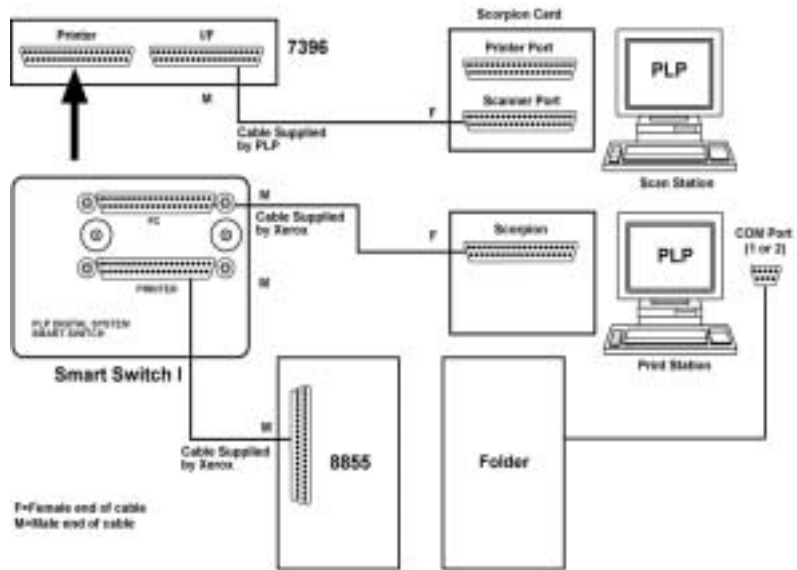 Scorpion Card
Printer
I/F
7396
Printer Port
PLP
M
Scanner Port
F
Cable Supplied
by PLP
Scan Station
M
PC
Cable Supplied
by Xerox
F
Scorpion
COM Port
(1 or 2)
PLP
M
PRINTER
PLP DIGITAL SYSTEM
SMART SWITCH
Print Station
Smart Switch I
M
Cable Supplied
by Xerox
8855
Folder
F=Female end of cable
M=Male end of cable